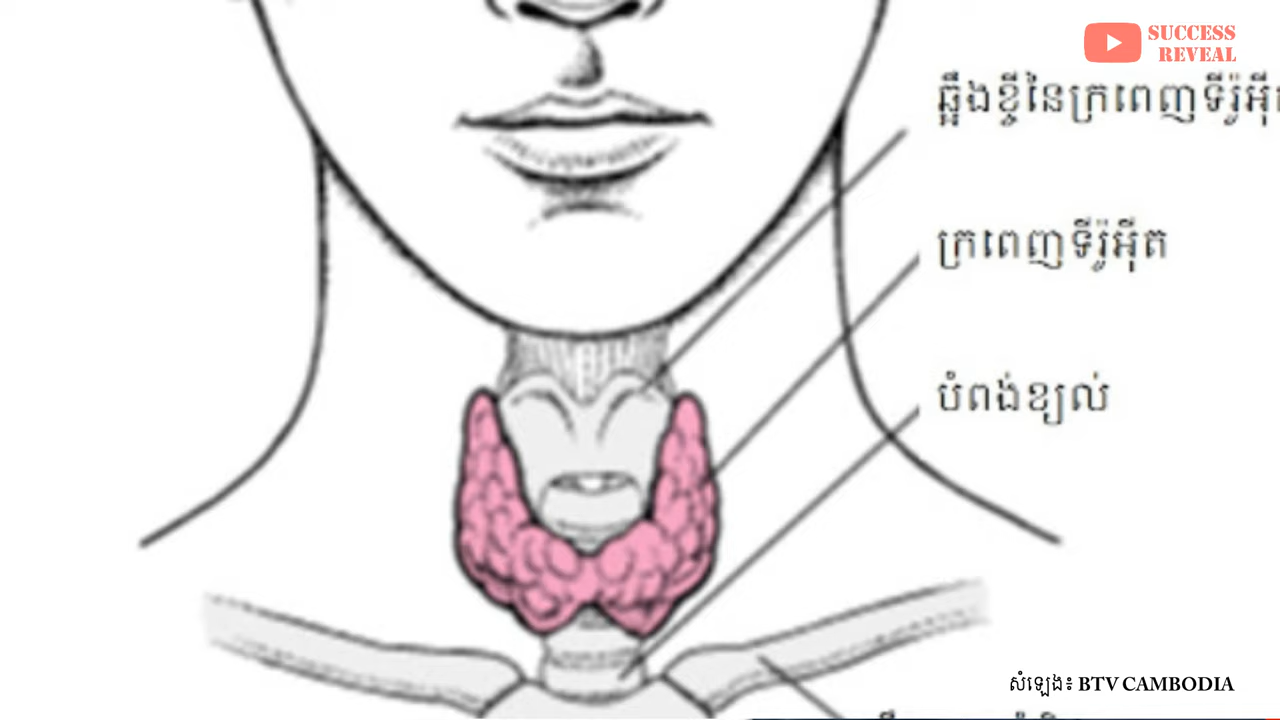 SUCCESS
REVEAL
ឆ្អឹងខ្ចីនៃក្រពេញទីរ៉ូអ៊ី
ក្រពេញទីរ៉ូអ៊ីត
បំពង់ខ្យល់
សំឡេង៖ BTV CAMBODIA